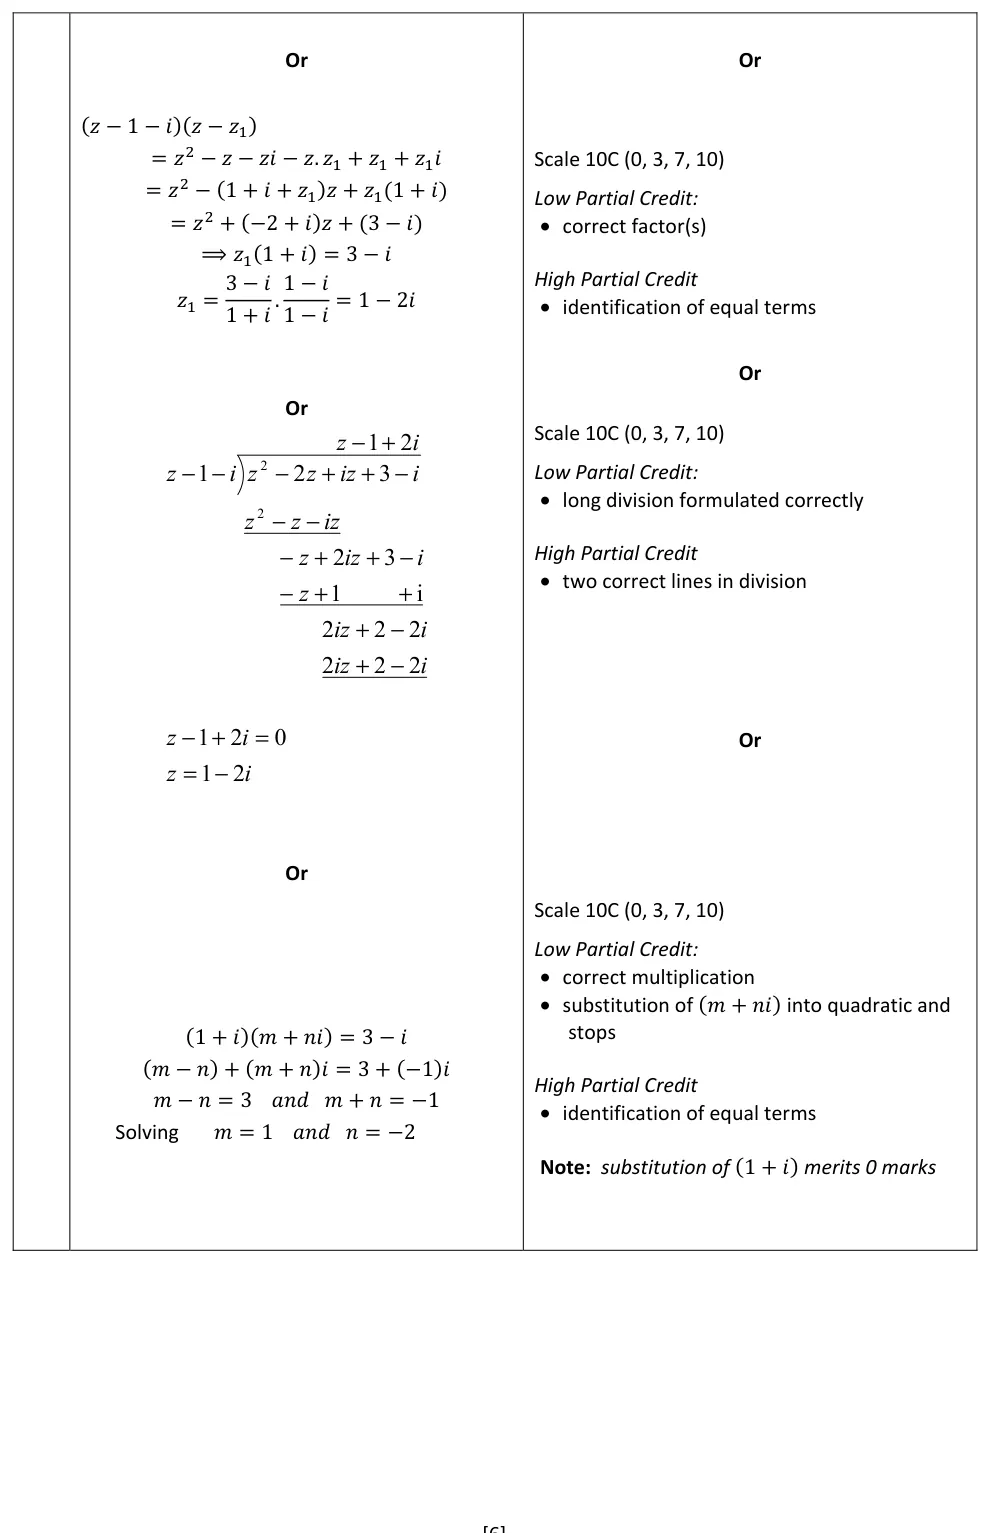 Or
(𝑧 − 1 − 𝑖)(𝑧 − 𝑧₁)
= 𝑧² − 𝑧 − 𝑧𝑖 − 𝑧. 𝑧₁ + 𝑧₁ + 𝑧₁𝑖
= 𝑧² − (1 + 𝑖 + 𝑧₁)𝑧 + 𝑧₁(1 + 𝑖)
= 𝑧² + (−2 + 𝑖)𝑧 + (3 − 𝑖)
⟹ 𝑧₁(1 + 𝑖) = 3 − 𝑖
𝑧₁ = (3 − 𝑖)/(1 + 𝑖) . (1 − 𝑖)/(1 − 𝑖) = 1 − 2𝑖
Or
z − 1 + 2i
z − 1 − i)z² − 2z + iz + 3 − i
z² − z − iz
− z + 2iz + 3 − i
− z + 1 + i
2iz + 2 − 2i
2iz + 2 − 2i
z − 1 + 2i = 0
z = 1 − 2i
Or
(1 + 𝑖)(𝑚 + 𝑛𝑖) = 3 − 𝑖
(𝑚 − 𝑛) + (𝑚 + 𝑛)𝑖 = 3 + (−1)𝑖
𝑚 − 𝑛 = 3 𝑎𝑛𝑑 𝑚 + 𝑛 = −1
Solving 𝑚 = 1 𝑎𝑛𝑑 𝑛 = −2
Or
Scale 10C (0, 3, 7, 10)
Low Partial Credit:
• correct factor(s)
High Partial Credit
• identification of equal terms
Or
Scale 10C (0, 3, 7, 10)
Low Partial Credit:
• long division formulated correctly
High Partial Credit
• two correct lines in division
Or
Scale 10C (0, 3, 7, 10)
Low Partial Credit:
• correct multiplication
• substitution of (𝑚 + 𝑛𝑖) into quadratic and
stops
High Partial Credit
• identification of equal terms
Note: substitution of (1 + 𝑖) merits 0 marks
[6]